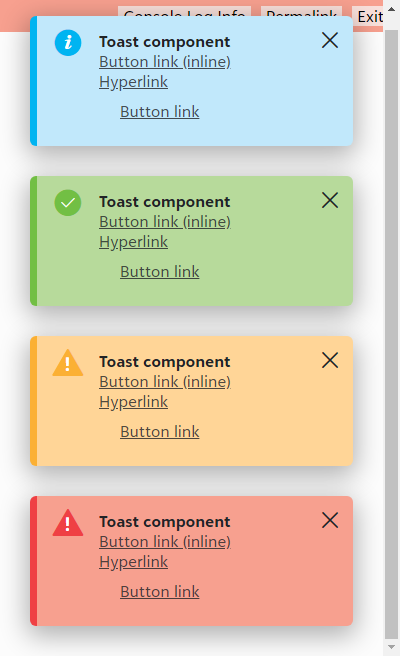 Console Log Info Permalink Exit
Toast component
Button link (inline)
Hyperlink
Button link
Toast component
Button link (inline)
Hyperlink
Button link
Toast component
Button link (inline)
Hyperlink
Button link
Toast component
Button link (inline)
Hyperlink
Button link